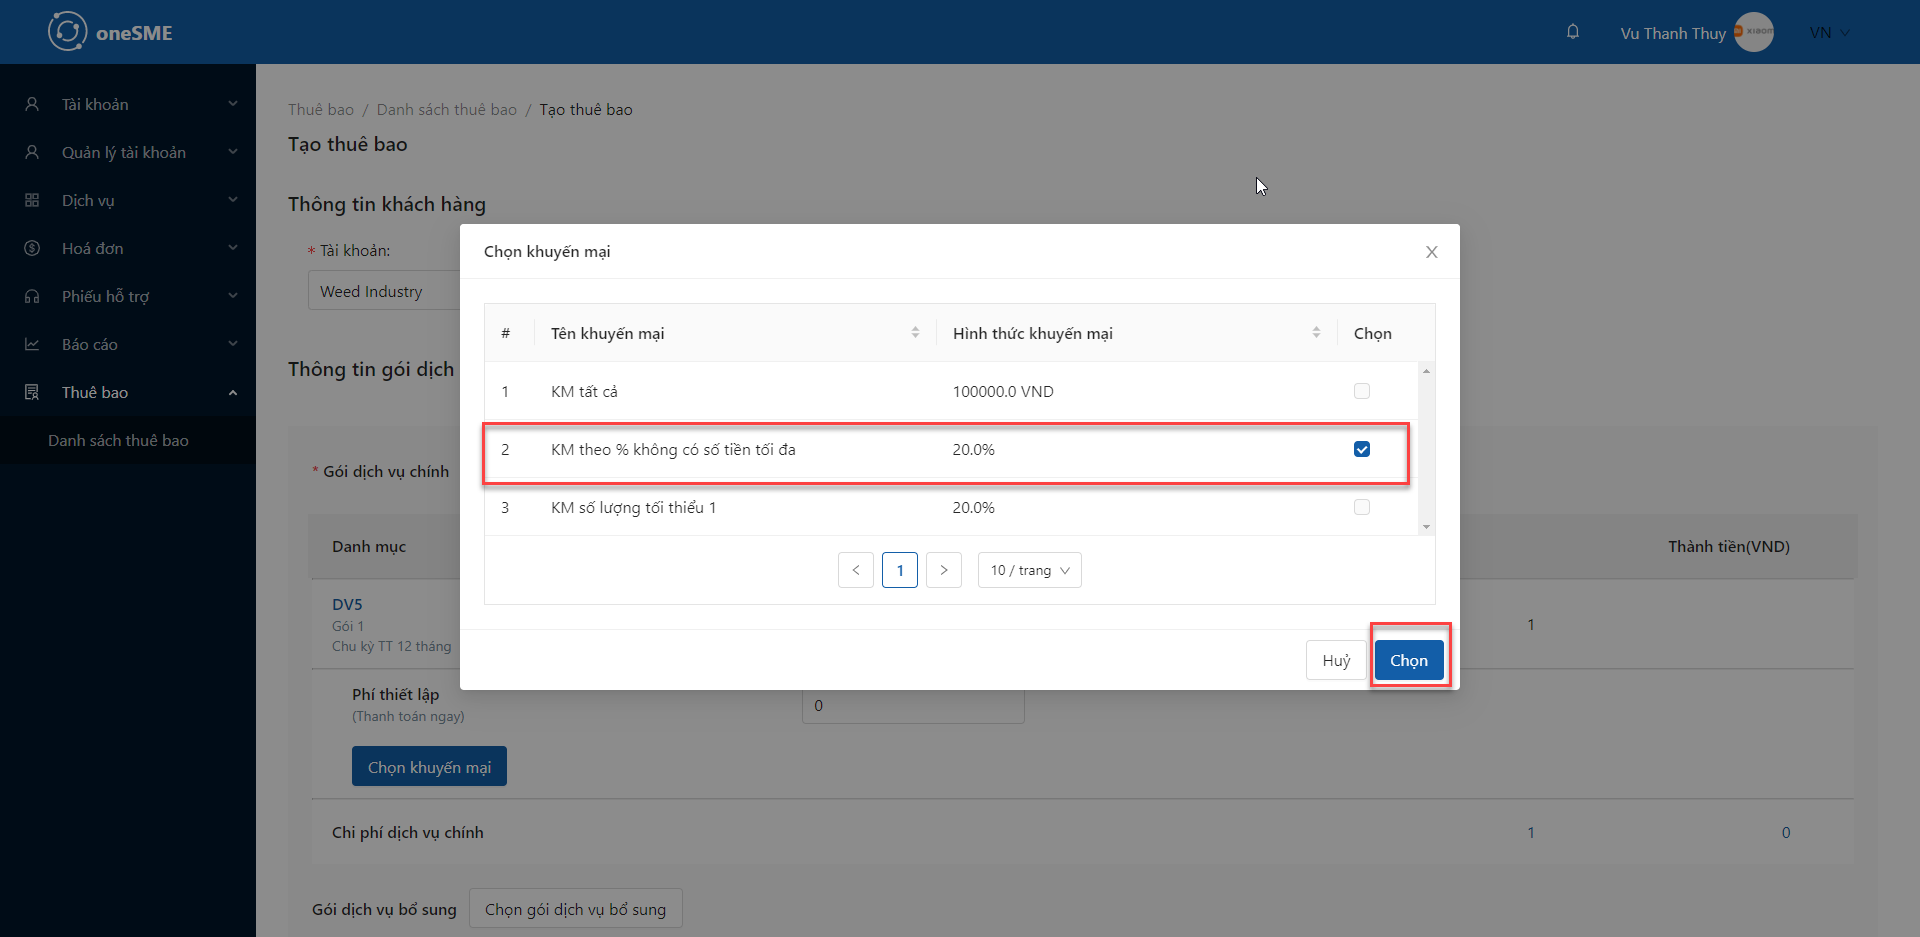 oneSME
Vu Thanh Thuy
VN
Tài khoản
Quản lý tài khoản
Dịch vụ
Hoá đơn
Phiếu hỗ trợ
Báo cáo
Thuê bao
Danh sách thuê bao
Thuê bao / Danh sách thuê bao / Tạo thuê bao
Tạo thuê bao
Thông tin khách hàng
* Tài khoản:
Weed Industry
Thông tin gói dịch
* Gói dịch vụ chính
Danh mục
Thành tiền(VND)
DV5
Gói 1
Chu kỳ TT 12 tháng
1
Phí thiết lập
(Thanh toán ngay)
0
Chọn khuyến mại
Chi phí dịch vụ chính
1
0
Gói dịch vụ bổ sung
Chọn gói dịch vụ bổ sung
Chọn khuyến mại
X
# Tên khuyến mại Hình thức khuyến mại Chọn
1 KM tất cả 100000.0 VND
2 KM theo % không có số tiền tối đa 20.0%
3 KM số lượng tối thiểu 1 20.0%
< 1 > 10 / trang
Huỷ
Chọn